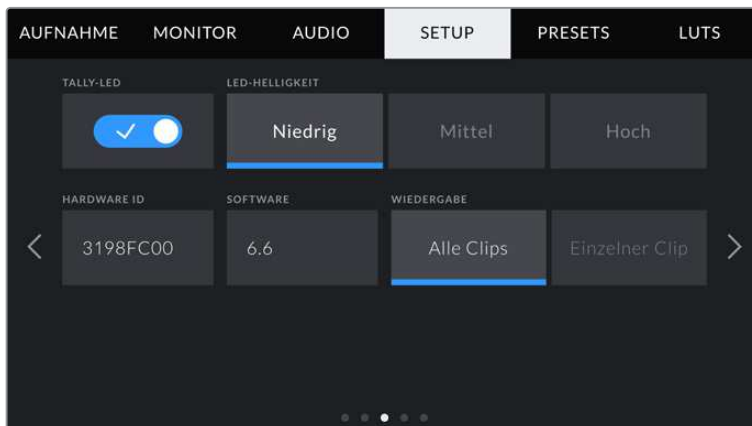 AUFNAHME MONITOR AUDIO SETUP PRESETS LUTS
TALLY-LED LED-HELLIGKEIT
Niedrig Mittel Hoch
HARDWARE ID SOFTWARE WIEDERGABE
3198FC00 6.6 Alle Clips Einzelner Clip